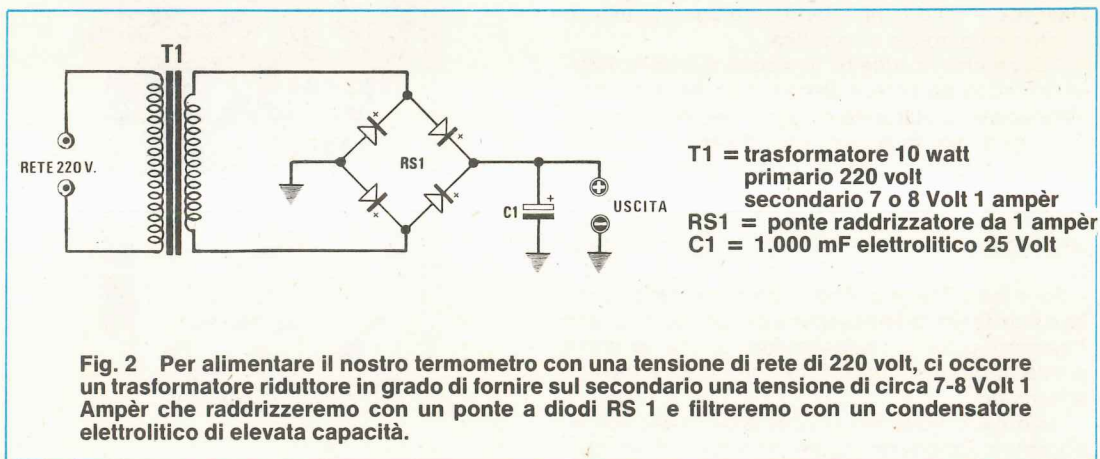 T1
RETE 220 V.
RS1
C1
+
USCITA
T1 = trasformatore 10 watt
primario 220 volt
secondario 7 o 8 Volt 1 ampèr
RS1 = ponte raddrizzatore da 1 ampèr
C1 = 1.000 mF elettrolitico 25 Volt
Fig. 2 Per alimentare il nostro termometro con una tensione di rete di 220 volt, ci occorre
un trasformatore riduttore in grado di fornire sul secondario una tensione di circa 7-8 Volt 1
Ampèr che raddrizzeremo con un ponte a diodi RS 1 e filtreremo con un condensatore
elettrolitico di elevata capacità.